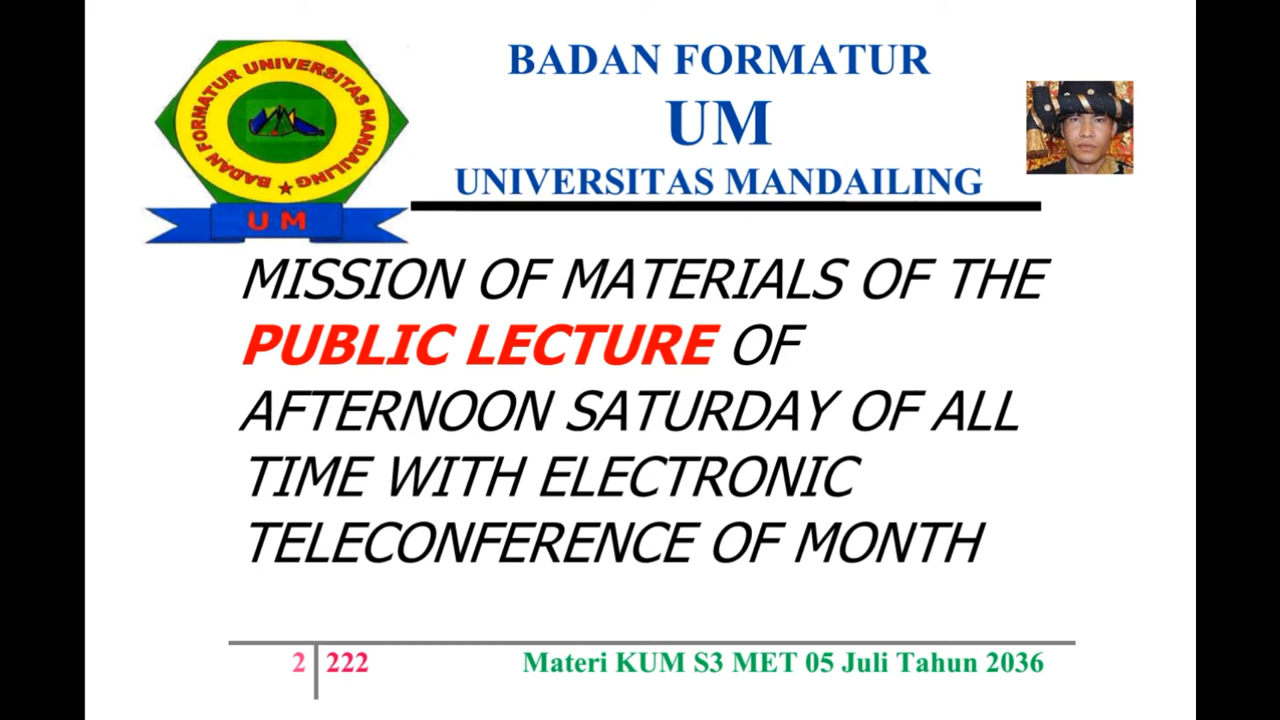 BADAN FORMATUR UNIVERSITAS MANDAILING
U M
BADAN FORMATUR
UM
UNIVERSITAS MANDAILING
MISSION OF MATERIALS OF THE
PUBLIC LECTURE OF
AFTERNOON SATURDAY OF ALL
TIME WITH ELECTRONIC
TELECONFERENCE OF MONTH
2 222 Materi KUM S3 MET 05 Juli Tahun 2036